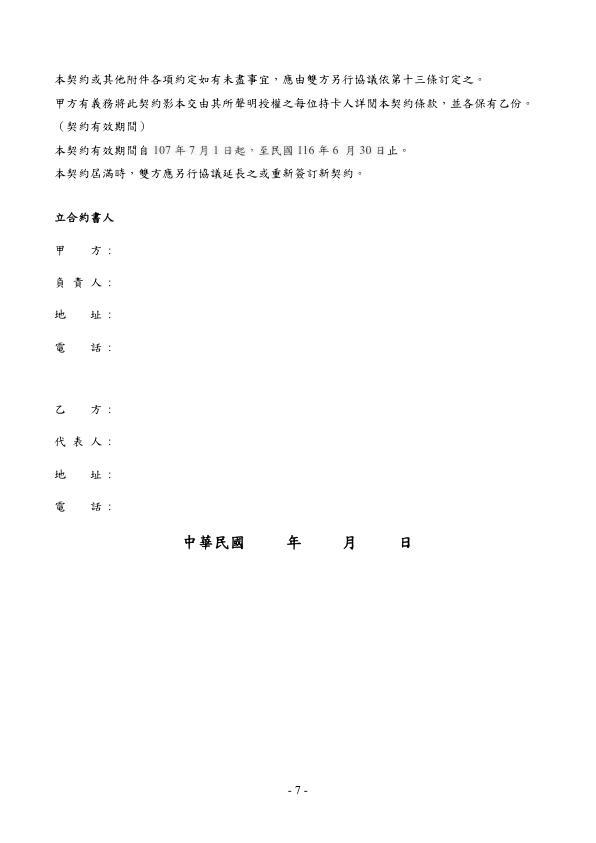 本契約或其他附件各項約定如有未盡事宜，應由雙方另行協議依第十三條訂定之。
甲方有義務將此契約影本交由其所聲明授權之每位持卡人詳閱本契約條款，並各保有乙份。
（契約有效期間）
本契約有效期間自 107 年 7 月 1 日起，至民國 116 年 6 月 30 日止。
本契約屆滿時，雙方應另行協議延長之或重新簽訂新契約。
立合約書人
甲　　方：
負 責 人：
地　　址：
電　　話：
乙　　方：
代 表 人：
地　　址：
電　　話：
中華民國　　年　　月　　日
- 7 -